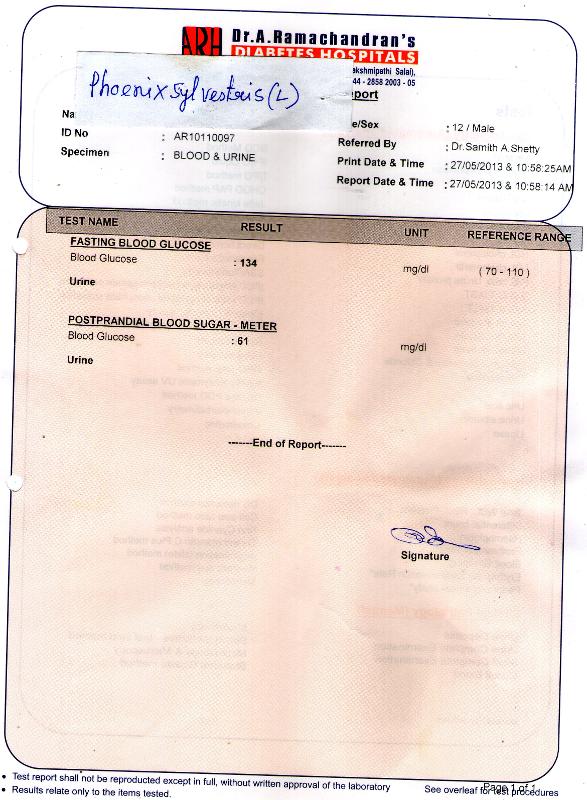 ARH Dr.A.Ramachandran's
DIABETES HOSPITALS
Phoenix Sylvestris (L)
akshmipathi Salai,
44 - 2858 2003 - 05
port
Na
e/Sex : 12 / Male
ID No : AR10110097
Referred By : Dr.Samith A.Shetty
Specimen : BLOOD & URINE
Print Date & Time : 27/05/2013 & 10:58:25AM
Report Date & Time : 27/05/2013 & 10:58:14 AM
TEST NAME RESULT UNIT REFERENCE RANGE
FASTING BLOOD GLUCOSE
Blood Glucose : 134 mg/dl ( 70 - 110 )
Urine
POSTPRANDIAL BLOOD SUGAR - METER
Blood Glucose : 61 mg/dl
Urine
-------End of Report-------
Signature
• Test report shall not be reproduced except in full, without written approval of the laboratory
• Results relate only to the items tested.
Page 1 of 1
See overleaf for test procedures